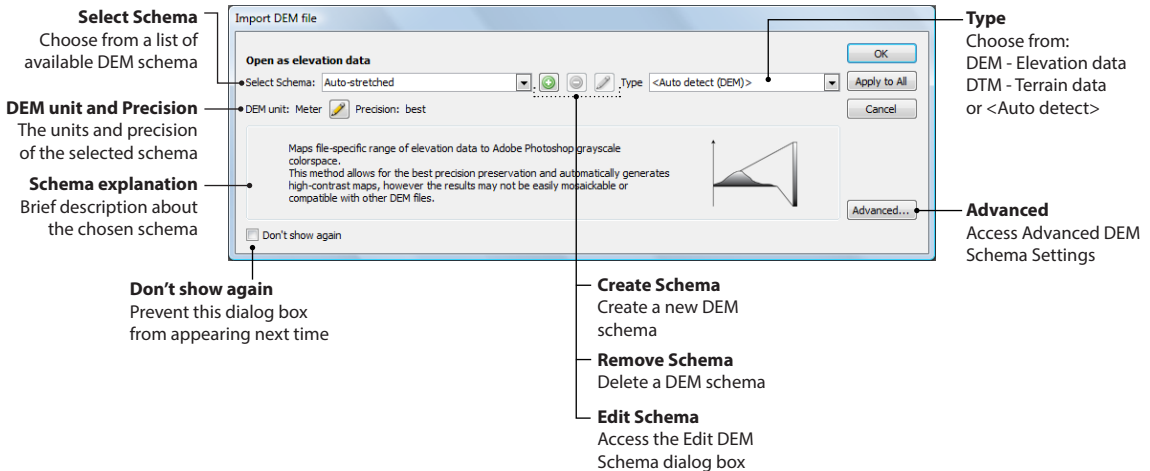 Select Schema
Choose from a list of
available DEM schema
DEM unit and Precision
The units and precision
of the selected schema
Schema explanation
Brief description about
the chosen schema
Import DEM file
Open as elevation data
Select Schema: Auto-stretched Type <Auto detect (DEM)>
DEM unit: Meter Precision: best
Maps file-specific range of elevation data to Adobe Photoshop grayscale
colorspace.
This method allows for the best precision preservation and automatically generates
high-contrast maps, however the results may not be easily mosaickable or
compatible with other DEM files.
Don't show again
OK
Apply to All
Cancel
Advanced...
Type
Choose from:
DEM - Elevation data
DTM - Terrain data
or <Auto detect>
Advanced
Access Advanced DEM
Schema Settings
Don’t show again
Prevent this dialog box
from appearing next time
Create Schema
Create a new DEM
schema
Remove Schema
Delete a DEM schema
Edit Schema
Access the Edit DEM
Schema dialog box